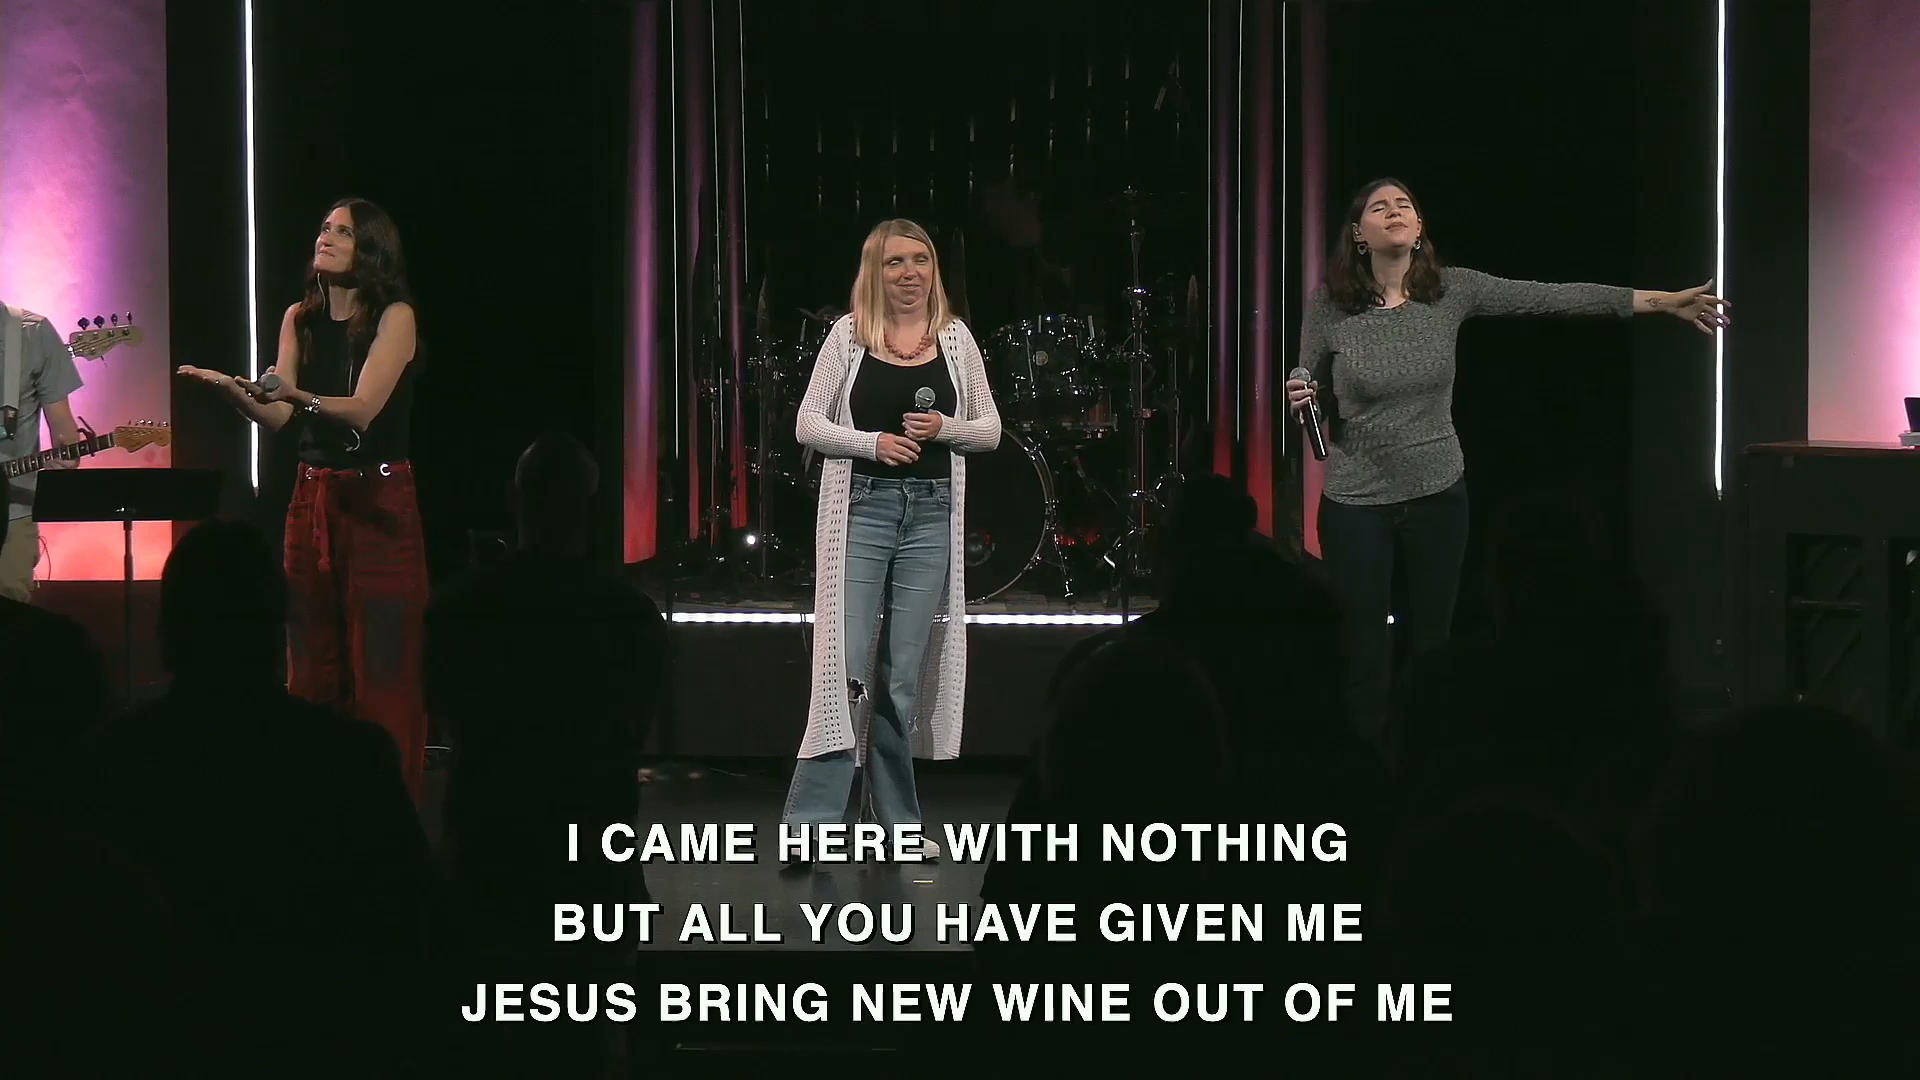 I CAME HERE WITH NOTHING
BUT ALL YOU HAVE GIVEN ME
JESUS BRING NEW WINE OUT OF ME